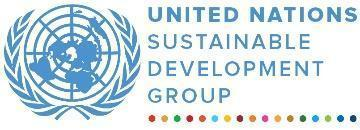 UNITED NATIONS
SUSTAINABLE
DEVELOPMENT
GROUP